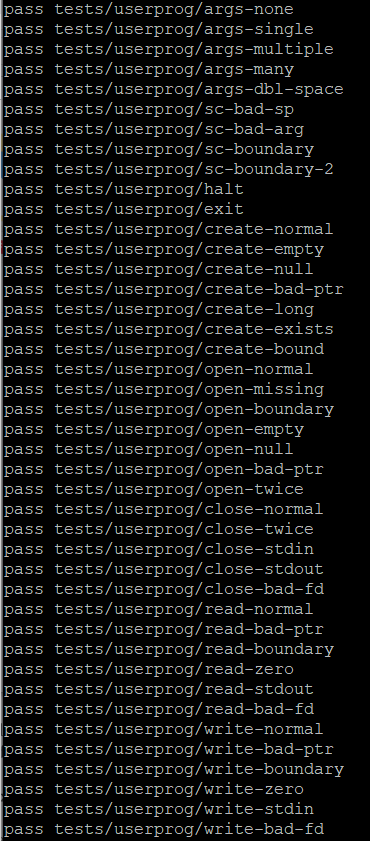 pass tests/userprog/args-none
pass tests/userprog/args-single
pass tests/userprog/args-multiple
pass tests/userprog/args-many
pass tests/userprog/args-dbl-space
pass tests/userprog/sc-bad-sp
pass tests/userprog/sc-bad-arg
pass tests/userprog/sc-boundary
pass tests/userprog/sc-boundary-2
pass tests/userprog/halt
pass tests/userprog/exit
pass tests/userprog/create-normal
pass tests/userprog/create-empty
pass tests/userprog/create-null
pass tests/userprog/create-bad-ptr
pass tests/userprog/create-long
pass tests/userprog/create-exists
pass tests/userprog/create-bound
pass tests/userprog/open-normal
pass tests/userprog/open-missing
pass tests/userprog/open-boundary
pass tests/userprog/open-empty
pass tests/userprog/open-null
pass tests/userprog/open-bad-ptr
pass tests/userprog/open-twice
pass tests/userprog/close-normal
pass tests/userprog/close-twice
pass tests/userprog/close-stdin
pass tests/userprog/close-stdout
pass tests/userprog/close-bad-fd
pass tests/userprog/read-normal
pass tests/userprog/read-bad-ptr
pass tests/userprog/read-boundary
pass tests/userprog/read-zero
pass tests/userprog/read-stdout
pass tests/userprog/read-bad-fd
pass tests/userprog/write-normal
pass tests/userprog/write-bad-ptr
pass tests/userprog/write-boundary
pass tests/userprog/write-zero
pass tests/userprog/write-stdin
pass tests/userprog/write-bad-fd